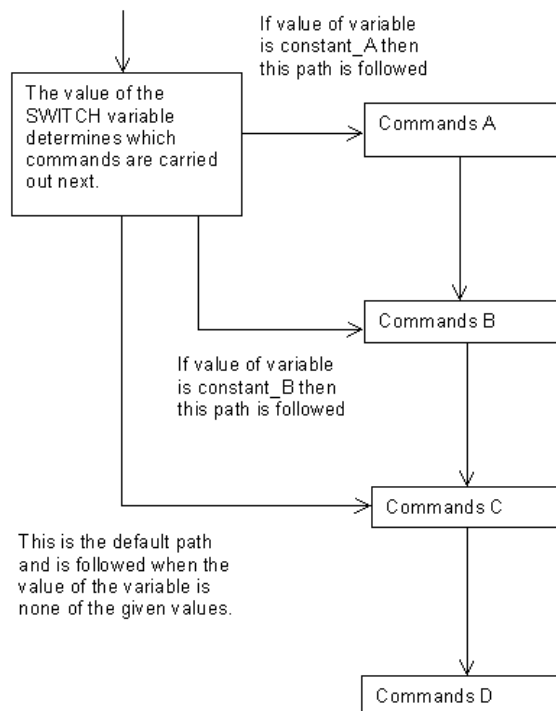 If value of variable
is constant_A then
this path is followed
The value of the
SWITCH variable
determines which
commands are carried
out next.
Commands A
Commands B
If value of variable
is constant_B then
this path is followed
Commands C
This is the default path
and is followed when the
value of the variable is
none of the given values.
Commands D